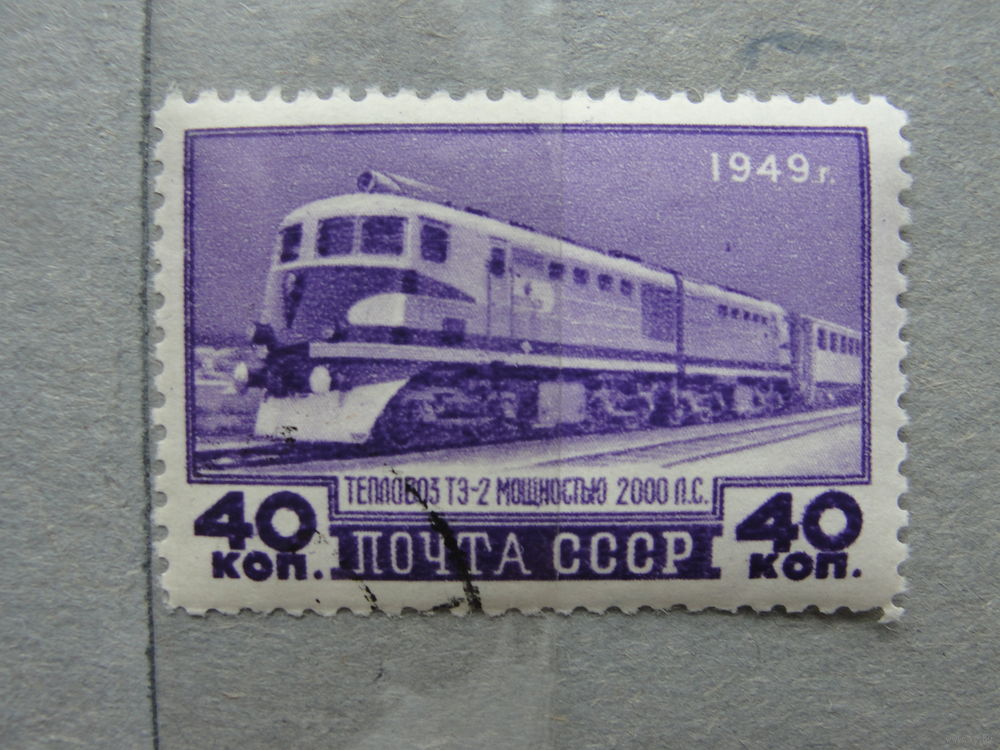 1949 г.
ТЕПЛОВОЗ ТЭ-2 МОЩНОСТЬЮ 2000 Л.С.
40 КОП.
ПОЧТА СССР
40 КОП.